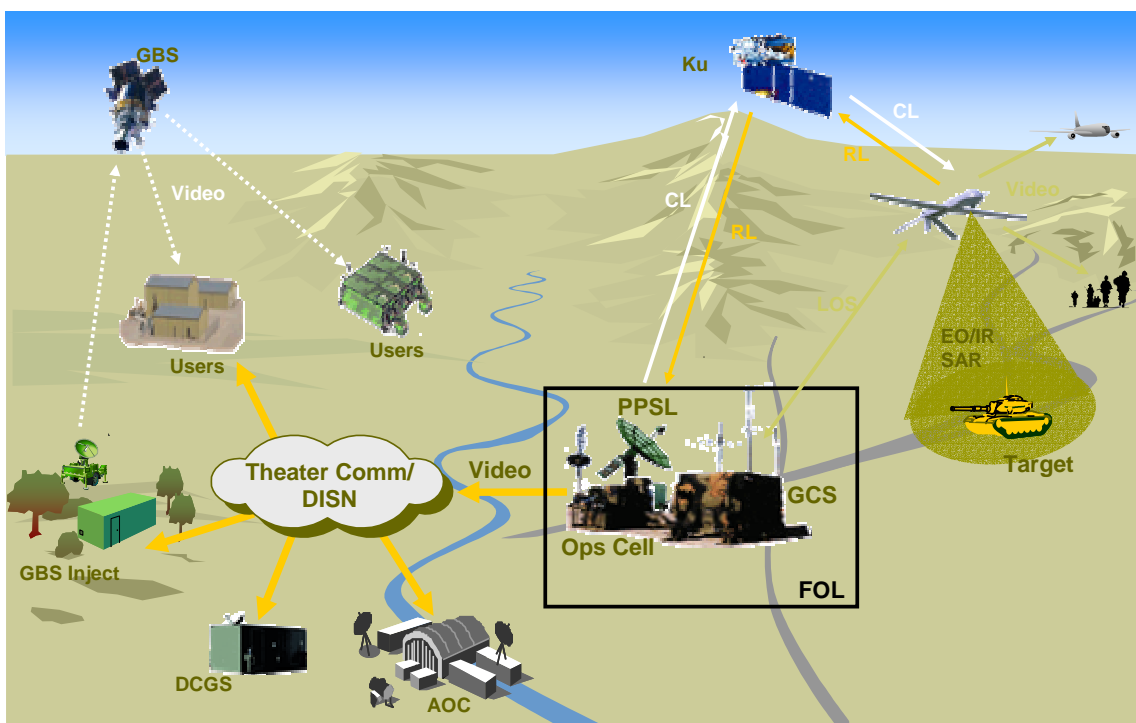 GBS
Ku
CL
RL
Video
Video
CL
RL
LOS
EO/IR
SAR
Users
Users
PPSL
Target
Theater Comm/
DISN
Video
GCS
Ops Cell
GBS Inject
FOL
DCGS
AOC